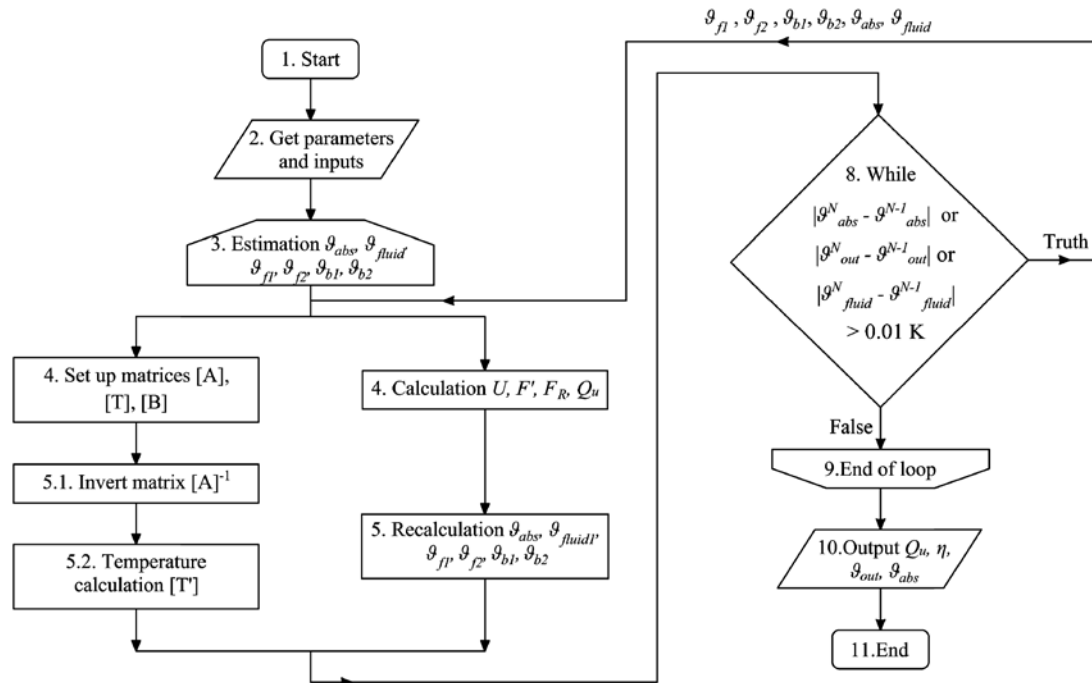 ϑf1 , ϑf2 , ϑb1, ϑb2, ϑabs, ϑfluid
1. Start
2. Get parameters
and inputs
3. Estimation ϑabs, ϑfluid,
ϑf1, ϑf2, ϑb1, ϑb2
4. Set up matrices [A],
[T], [B]
5.1. Invert matrix [A]-1
5.2. Temperature
calculation [T']
4. Calculation U, F', FR, Qu
5. Recalculation ϑabs, ϑfluid1,
ϑf1, ϑf2, ϑb1, ϑb2
8. While
|ϑNabs - ϑN-1abs| or
|ϑNout - ϑN-1out| or
|ϑNfluid - ϑN-1fluid|
> 0.01 K
Truth
False
9.End of loop
10.Output Qu, η,
ϑout, ϑabs
11.End